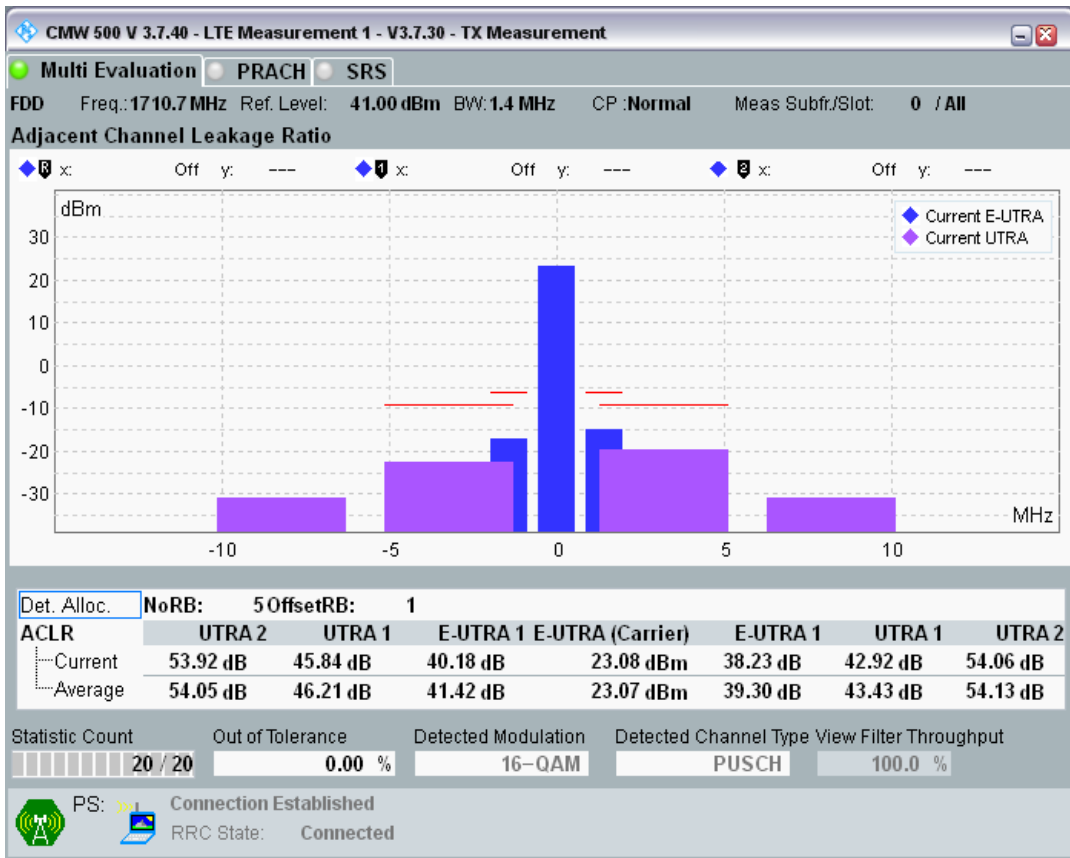 CMW 500 V 3.7.40 - LTE Measurement 1 - V3.7.30 - TX Measurement
Multi Evaluation PRACH SRS
FDD Freq.: 1710.7 MHz Ref. Level: 41.00 dBm BW: 1.4 MHz CP :Normal Meas Subfr./Slot: 0 / All
Adjacent Channel Leakage Ratio
R x: Off y: --- 1 x: Off y: --- 2 x: Off y: ---
dBm
Current E-UTRA
Current UTRA
30
20
10
0
-10
-20
-30
MHz
-10 -5 0 5 10
Det. Alloc. NoRB: 5 OffsetRB: 1
ACLR UTRA 2 UTRA 1 E-UTRA 1 E-UTRA (Carrier) E-UTRA 1 UTRA 1 UTRA 2
Current 53.92 dB 45.84 dB 40.18 dB 23.08 dBm 38.23 dB 42.92 dB 54.06 dB
Average 54.05 dB 46.21 dB 41.42 dB 23.07 dBm 39.30 dB 43.43 dB 54.13 dB
Statistic Count Out of Tolerance Detected Modulation Detected Channel Type View Filter Throughput
20 / 20 0.00 % 16-QAM PUSCH 100.0 %
PS: Connection Established
RRC State: Connected